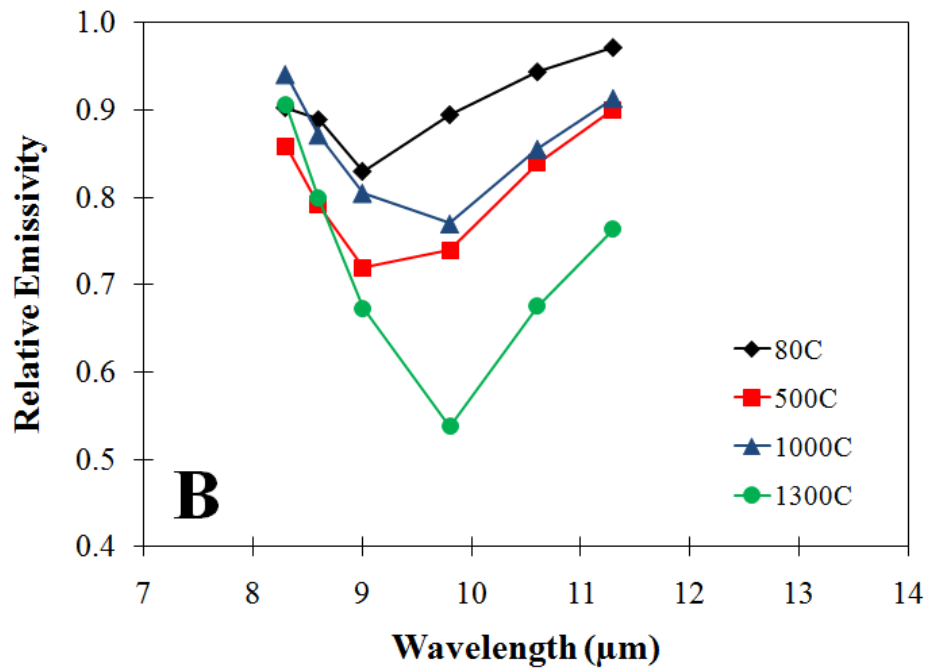 1.0
0.9
0.8
0.7
0.6
0.5
0.4
Relative Emissivity
80C
500C
1000C
1300C
B
7 8 9 10 11 12 13 14
Wavelength (µm)